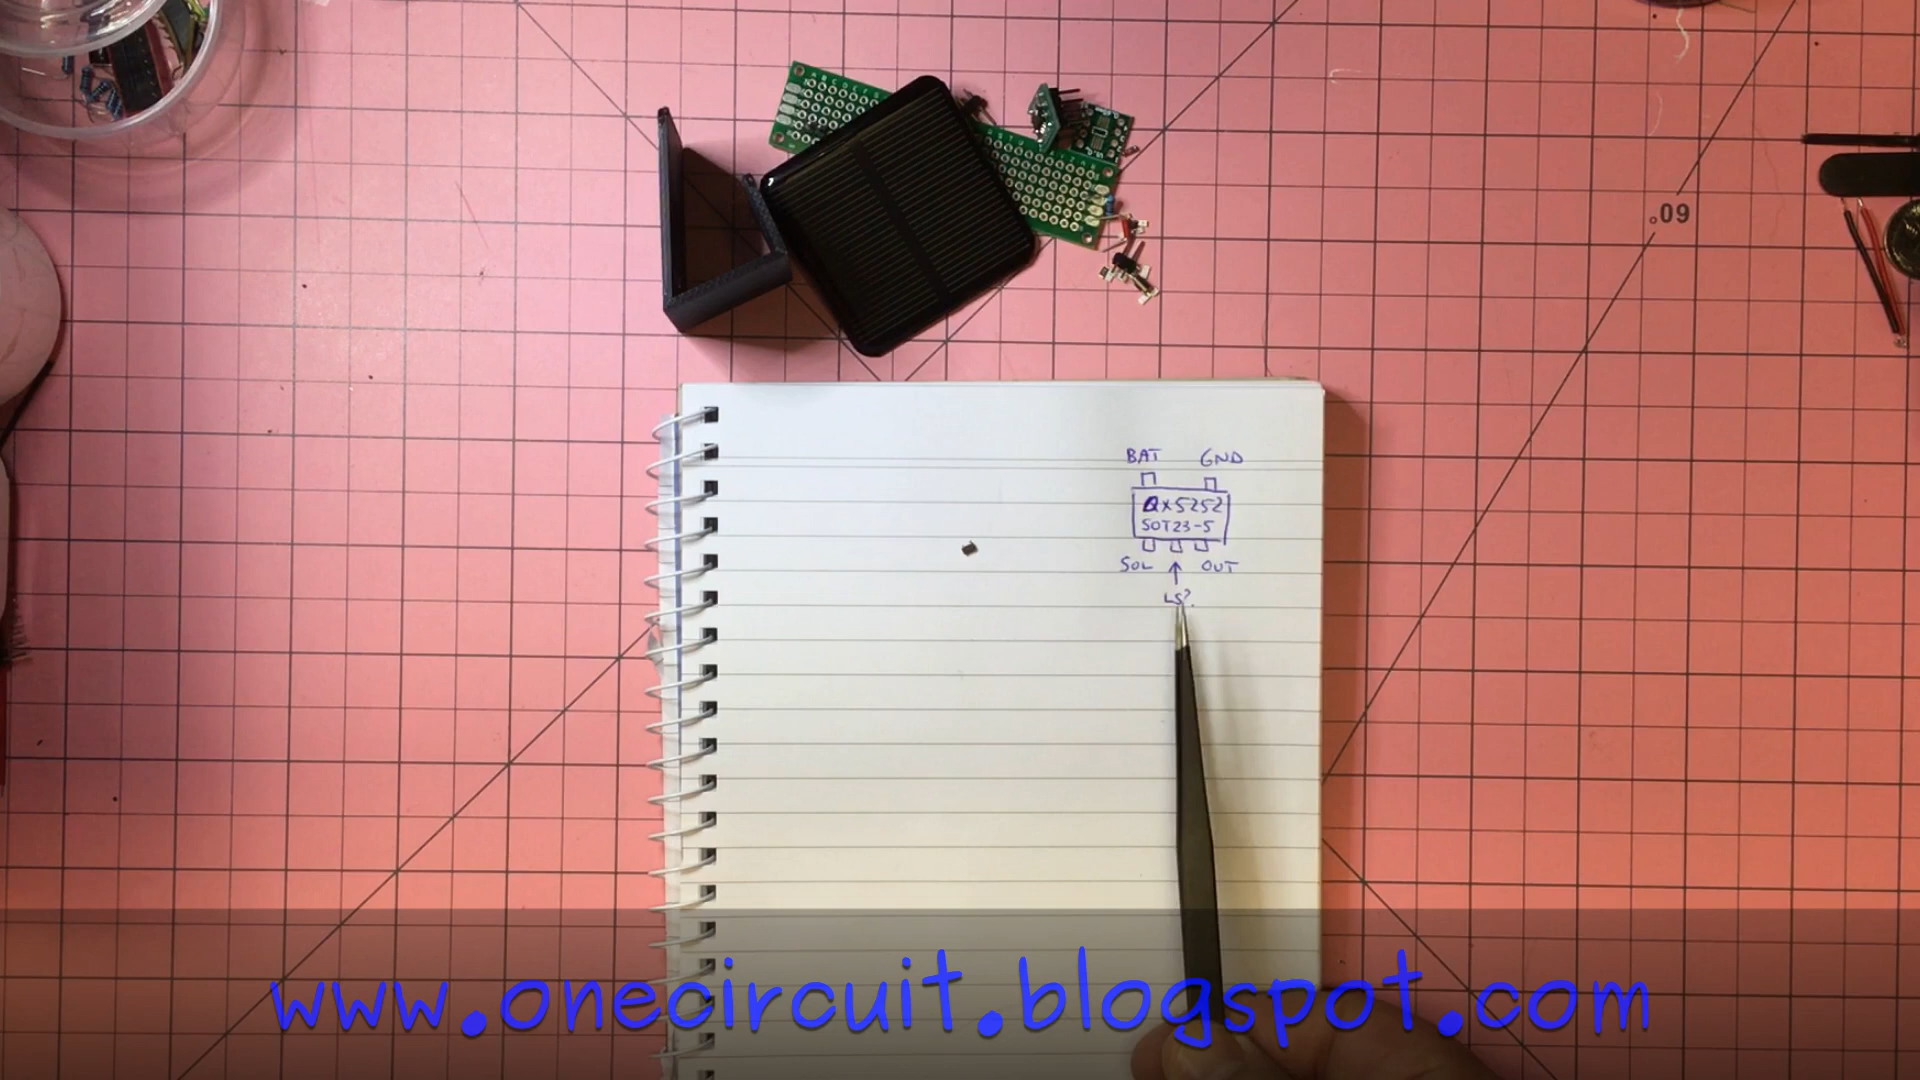 .09
BAT GND
QX5252
SOT23-5
SOL OUT
LS?
www.onecircuit.blogspot.com